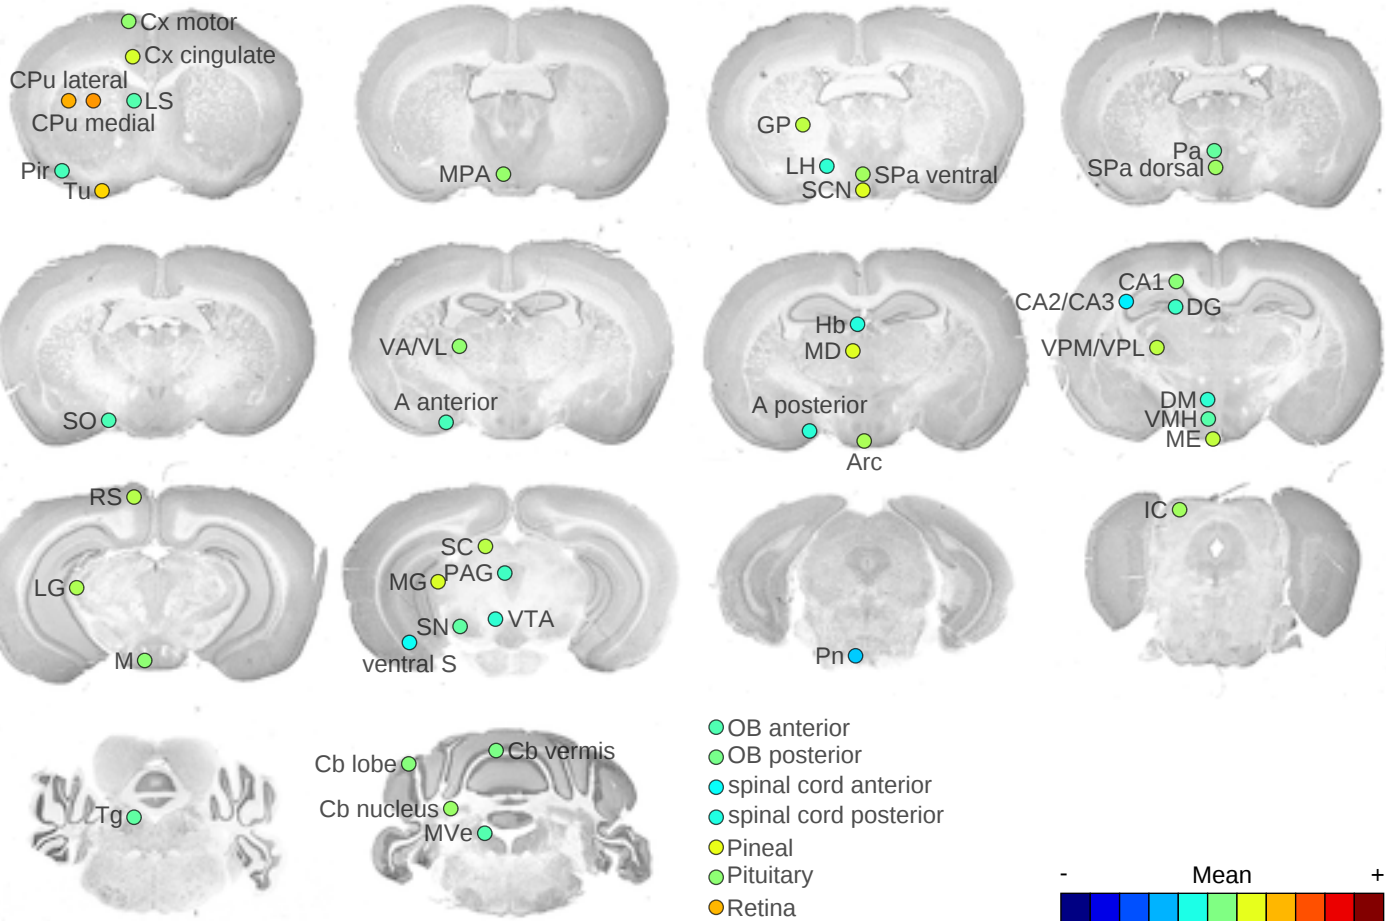 Cx motor
Cx cingulate
CPu lateral
LS
CPu medial
Pir
Tu
MPA
GP
LH
SPa ventral
SCN
Pa
SPa dorsal
SO
VA/VL
A anterior
Hb
MD
A posterior
Arc
CA1
CA2/CA3
DG
VPM/VPL
DM
VMH
ME
RS
LG
M
SC
MG
PAG
SN
VTA
ventral S
Pn
IC
Tg
Cb lobe
Cb vermis
Cb nucleus
MVe
OB anterior
OB posterior
spinal cord anterior
spinal cord posterior
Pineal
Pituitary
Retina
- Mean +